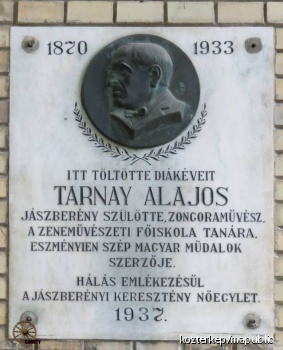 1870 1933
ITT TÖLTÖTTE DIÁKÉVEIT
TARNAY ALAJOS
JÁSZBERÉNY SZÜLÖTTE, ZONGORAMŰVÉSZ,
A ZENEMŰVÉSZETI FŐISKOLA TANÁRA,
ESZMÉNYIEN SZÉP MAGYAR MŰDALOK
SZERZŐJE.
HÁLÁS EMLÉKEZÉSÜL
A JÁSZBERÉNYI KERESZTÉNY NŐEGYLET.
1937.
kozterkep/mapublic